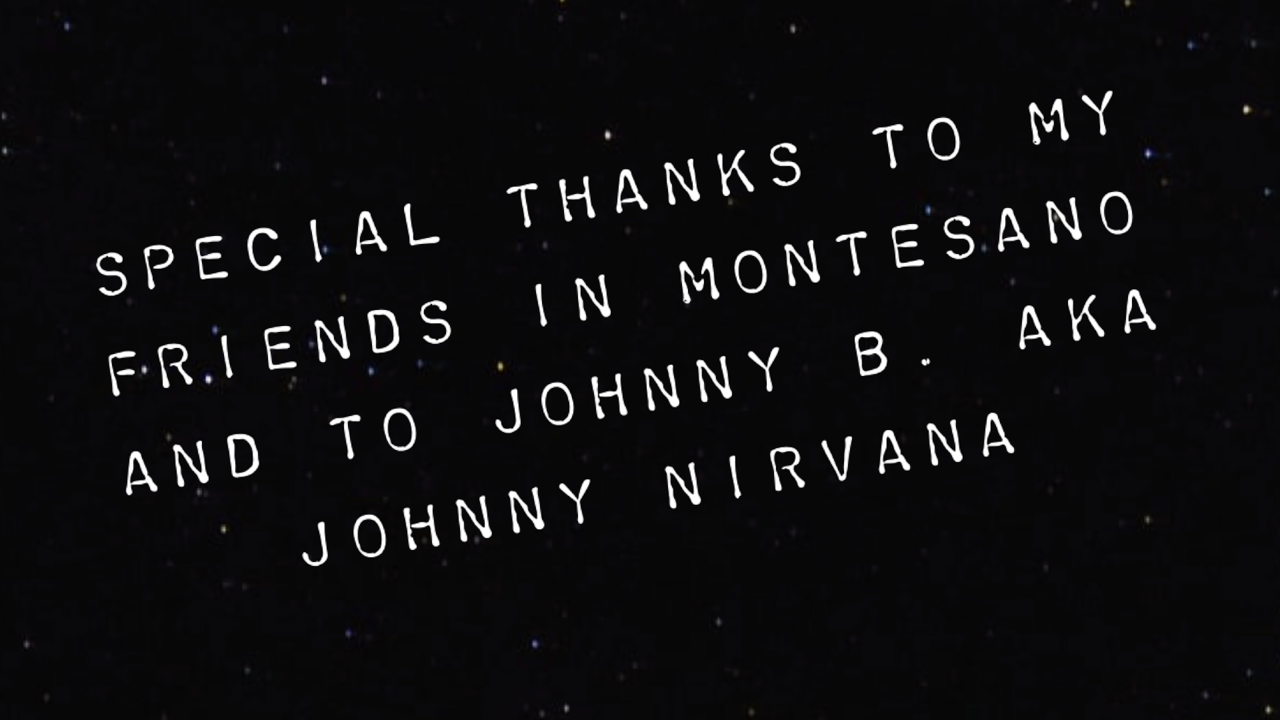 SPECIAL THANKS TO MY
FRIENDS IN MONTESANO
AND TO JOHNNY B. AKA
JOHNNY NIRVANA